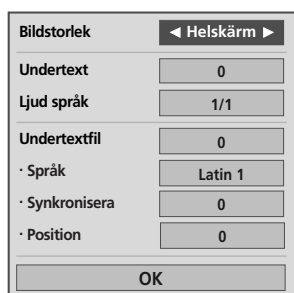 Bildstorlek ◄ Helskärm ►
Undertext 0
Ljud språk 1/1
Undertextfil 0
· Språk Latin 1
· Synkronisera 0
· Position 0
OK